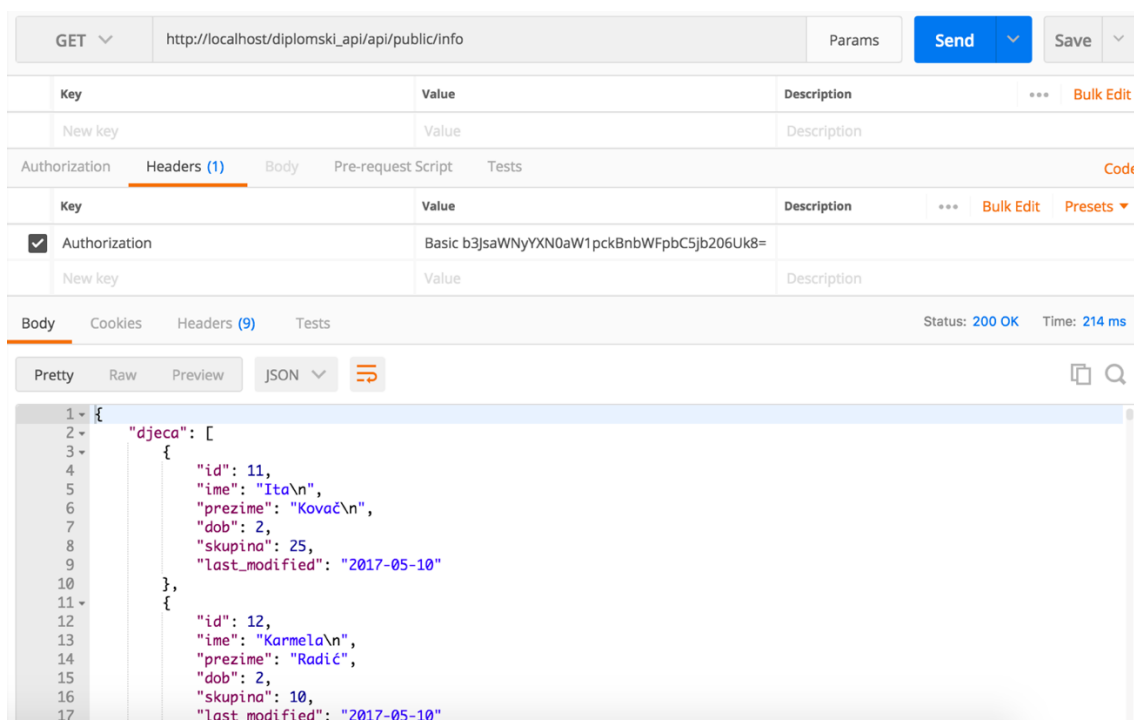 GET http://localhost/diplomski_api/api/public/info Params Send Save
Key Value Description ••• Bulk Edit
New key Value Description
Authorization Headers (1) Body Pre-request Script Tests Code
Key Value Description ••• Bulk Edit Presets
Authorization Basic b3JsaWNyYXN0aW1pckBnbWFpbC5jb206Uk8=
New key Value Description
Body Cookies Headers (9) Tests Status: 200 OK Time: 214 ms
Pretty Raw Preview JSON
1 {
2 "djeca": [
3 {
4 "id": 11,
5 "ime": "Ita\n",
6 "prezime": "Kovač\n",
7 "dob": 2,
8 "skupina": 25,
9 "last_modified": "2017-05-10"
10 },
11 {
12 "id": 12,
13 "ime": "Karmela\n",
14 "prezime": "Radić",
15 "dob": 2,
16 "skupina": 10,
17 "last_modified": "2017-05-10"